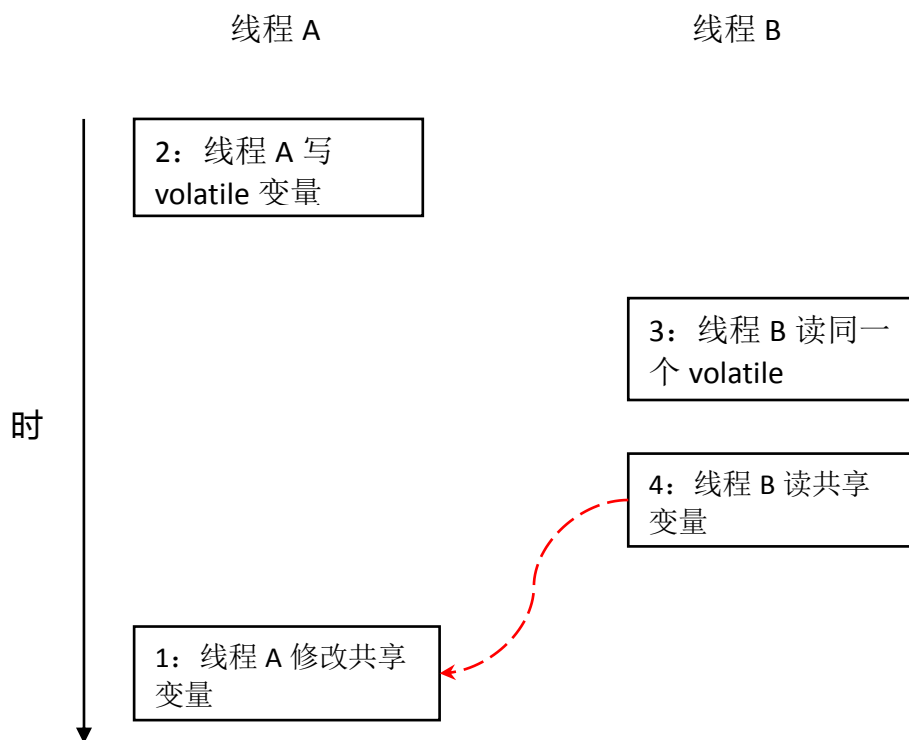 线程 A
线程 B
2：线程 A 写
volatile 变量
3：线程 B 读同一
个 volatile
时
4：线程 B 读共享
变量
1：线程 A 修改共享
变量